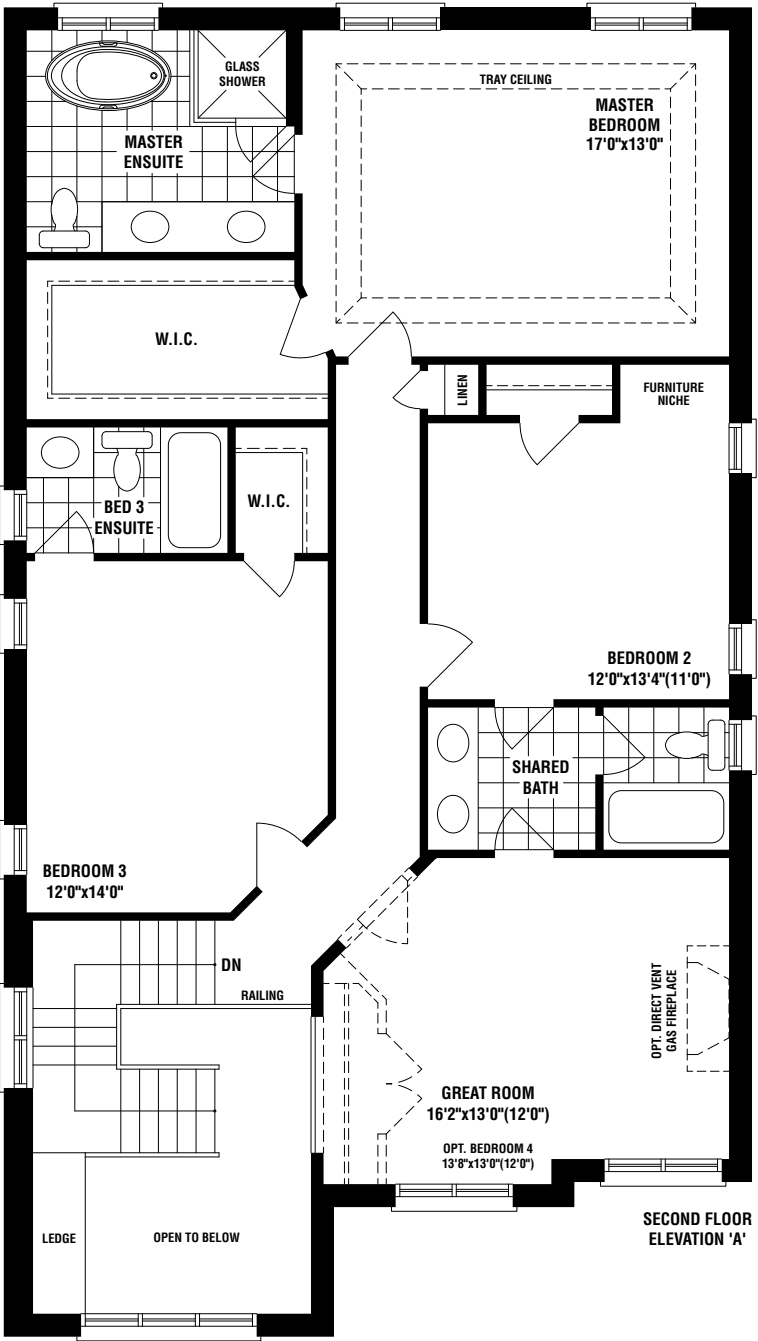 GLASS
SHOWER
TRAY CEILING
MASTER
BEDROOM
17'0"x13'0"
MASTER
ENSUITE
W.I.C.
LINEN
FURNITURE
NICHE
BED 3
ENSUITE
W.I.C.
BEDROOM 2
12'0"x13'4"(11'0")
SHARED
BATH
BEDROOM 3
12'0"x14'0"
DN
RAILING
OPT. DIRECT VENT
GAS FIREPLACE
GREAT ROOM
16'2"x13'0"(12'0")
OPT. BEDROOM 4
13'8"x13'0"(12'0")
LEDGE
OPEN TO BELOW
SECOND FLOOR
ELEVATION 'A'